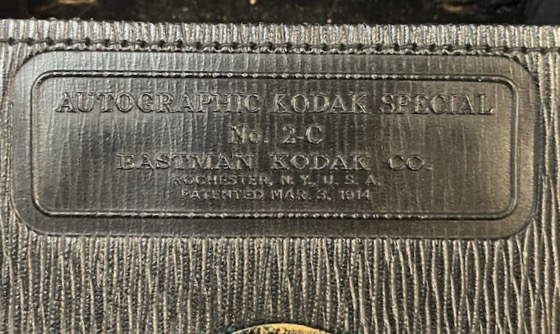 AUTOGRAPHIC KODAK SPECIAL
No. 2-C
EASTMAN KODAK CO.
ROCHESTER, N.Y., U.S.A.
PATENTED MAR. 3, 1914